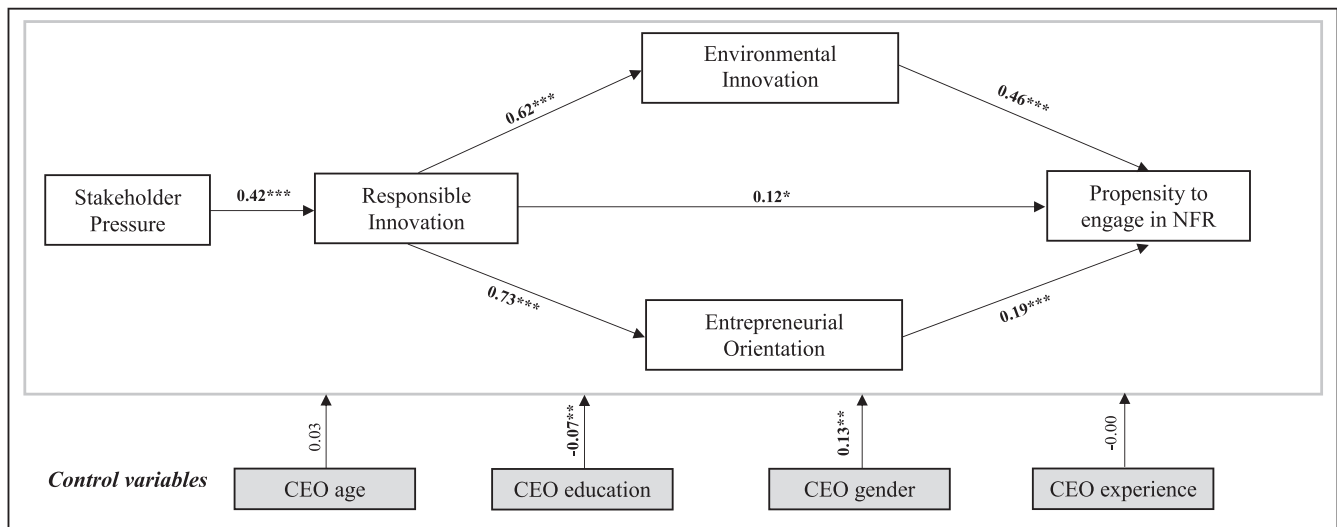 Environmental
Innovation
0.62***
0.46***
Stakeholder
Pressure
0.42***
Responsible
Innovation
0.12*
Propensity to
engage in NFR
0.73***
0.19***
Entrepreneurial
Orientation
0.03
-0.07**
0.13**
-0.00
Control variables
CEO age
CEO education
CEO gender
CEO experience